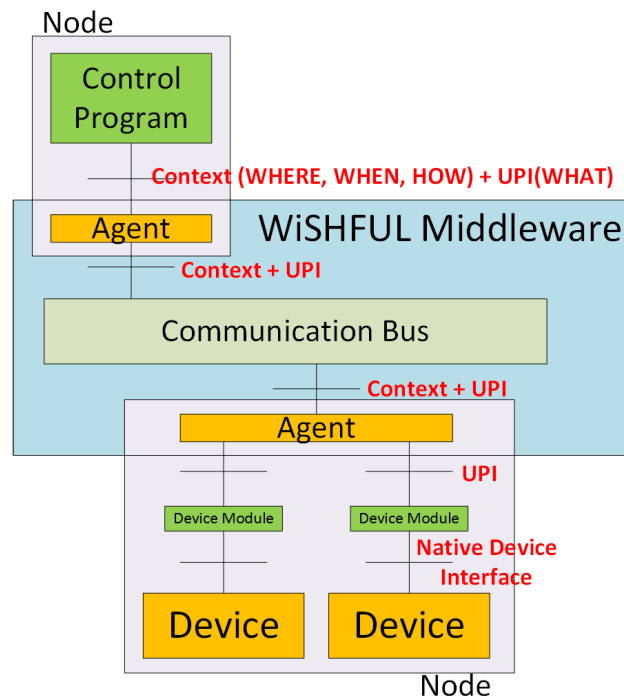 Node
Control
Program
Context (WHERE, WHEN, HOW) + UPI(WHAT)
Agent
WiSHFUL Middleware
Context + UPI
Communication Bus
Context + UPI
Agent
UPI
Device Module
Device Module
Native Device
Interface
Device
Device
Node